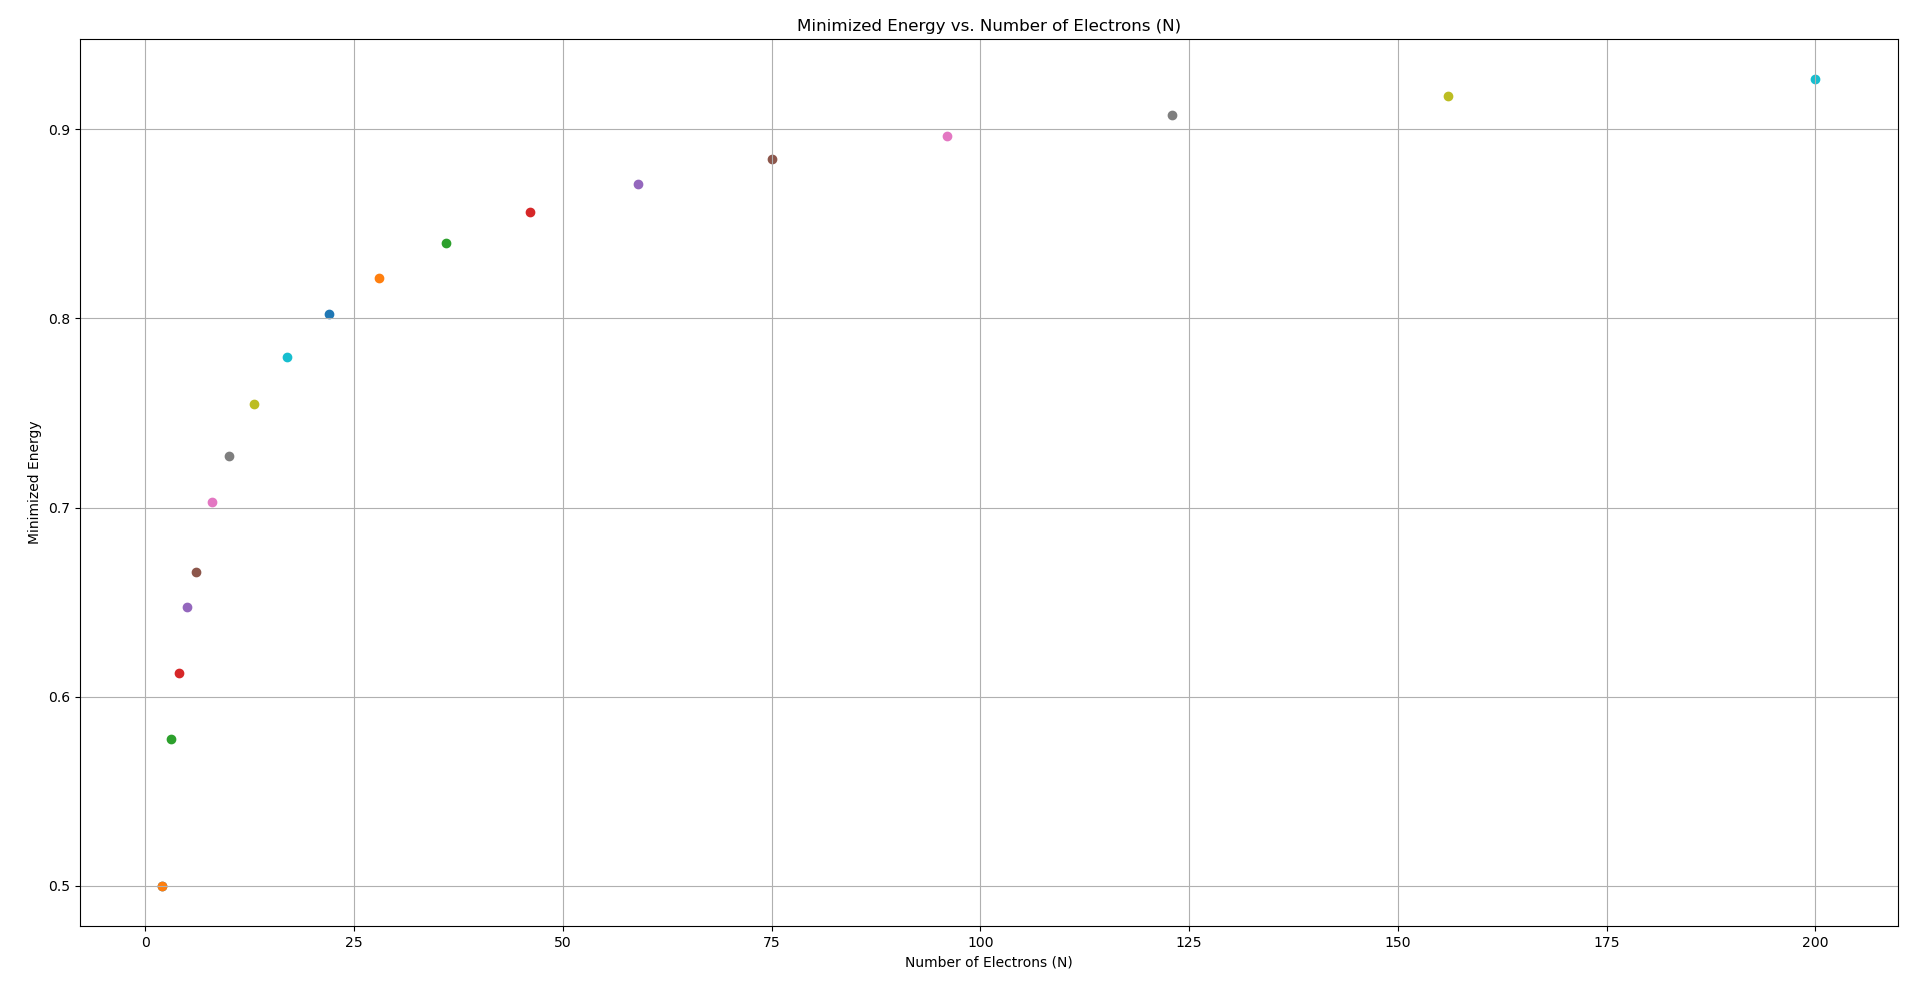 Minimized Energy vs. Number of Electrons (N)
0.9
0.8
0.7
0.6
0.5
Minimized Energy
0 25 50 75 100 125 150 175 200
Number of Electrons (N)